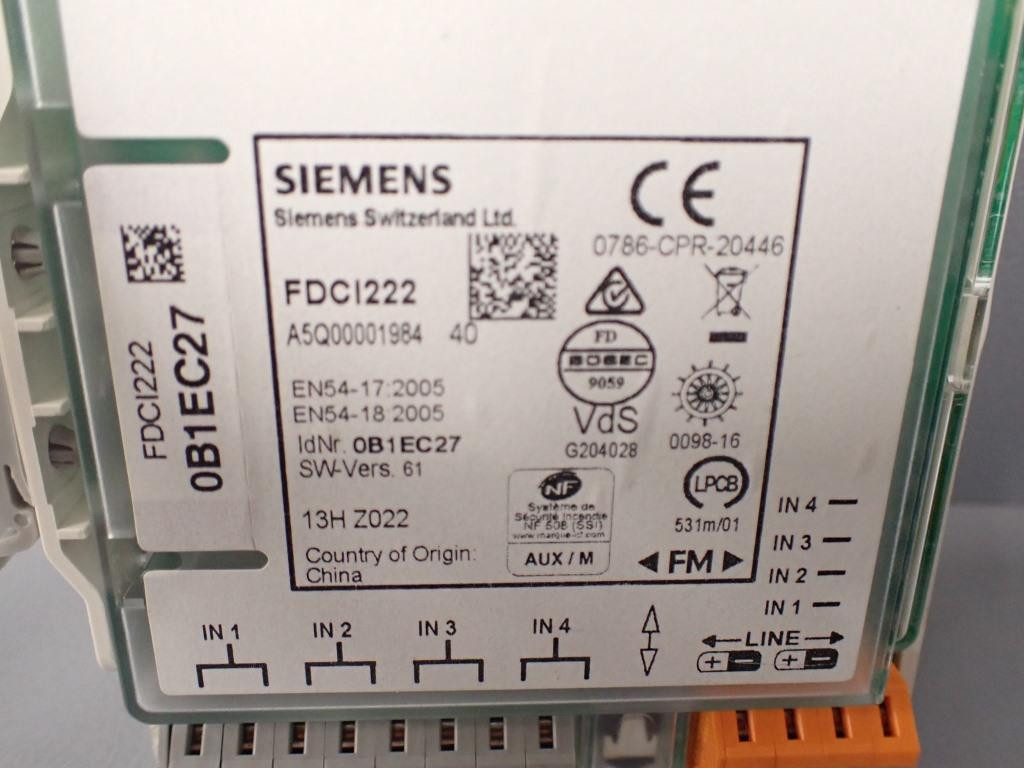 FDCI222
0B1EC27
SIEMENS
Siemens Switzerland Ltd.
CE
0786-CPR-20446
FDCI222
A5Q00001984 40
FD
BOSEC
9059
EN54-17:2005
EN54-18:2005
IdNr. 0B1EC27
SW-Vers. 61
VdS
G204028
0098-16
13H Z022
NF
Système de
Sécurité Incendie
NF 508 (SSI)
AUX / M
LPCB
531m/01
FM
Country of Origin:
China
IN 4
IN 3
IN 2
IN 1
IN 1 IN 2 IN 3 IN 4
LINE
+ - + -